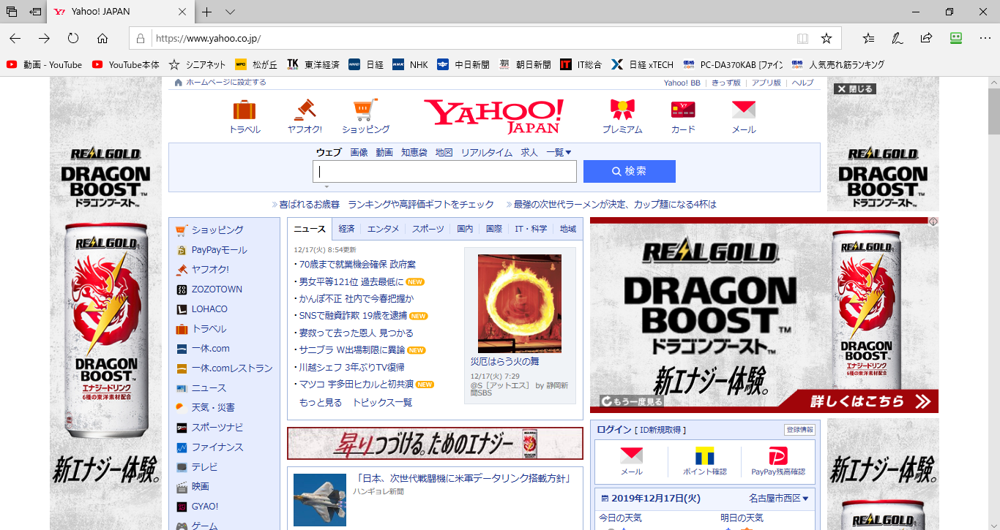 Yahoo! JAPAN
https://www.yahoo.co.jp/
動画 - YouTube
YouTube本体
シニアネット
松が丘
東洋経済
日経
NHK
中日新聞
朝日新聞
IT総合
日経 xTECH
PC-DA370KAB [ファイン
人気売れ筋ランキング
ホームページに設定する
Yahoo! BB
きっず版
アプリ版
ヘルプ
閉じる
トラベル
ヤフオク!
ショッピング
YAHOO!
JAPAN
プレミアム
カード
メール
ウェブ 画像 動画 知恵袋 地図 リアルタイム 求人 一覧
検索
喜ばれるお歳暮 ランキングや高評価ギフトをチェック
最強の次世代ラーメンが決定、カップ麺になる4杯は
REAL GOLD
DRAGON
BOOST™
ドラゴンブースト
REAL GOLD
DRAGON
BOOST™
エナジードリンク
6種の東洋素材配合
新エナジー体験。
ショッピング
PayPayモール
ヤフオク!
ZOZOTOWN
LOHACO
トラベル
一休.com
一休.comレストラン
ニュース
天気・災害
スポーツナビ
ファイナンス
テレビ
映画
GYAO!
ゲーム
ニュース 経済 エンタメ スポーツ 国内 国際 IT・科学 地域
12/17(火) 8:54更新
・70歳まで就業機会確保 政府案
・男女平等121位 過去最低に NEW
・かんぽ不正 社内で今春把握か
・SNSで融資詐欺 19歳を逮捕 NEW
・妻救って去った恩人 見つかる
・サニブラ W出場制限に異論 NEW
・川越シェフ 3年ぶりTV復帰
・マツコ 宇多田ヒカルと初共演 NEW
もっと見る トピックス一覧
災厄はらう火の舞
12/17(火) 7:29
@S［アットエス］ by 静岡新
聞SBS
昇りつづける。ためのエナジー
「日本、次世代戦闘機に米軍データリンク搭載方針」
ハンギョレ新聞
REAL GOLD
DRAGON
BOOST™
ドラゴンブースト
REAL GOLD
DRAGON
BOOST™
ドラゴンブースト™
新エナジー体験。
もう一度見る
REAL GOLD
DRAGON
BOOST™
エナジードリンク
6種の東洋素材配合
詳しくはこちら
ログイン [ ID新規取得 ]
登録情報
メール
ポイント確認
PayPay残高確認
2019年12月17日(火)
名古屋市西区
今日の天気
明日の天気
新エナジー体験。
REAL GOLD